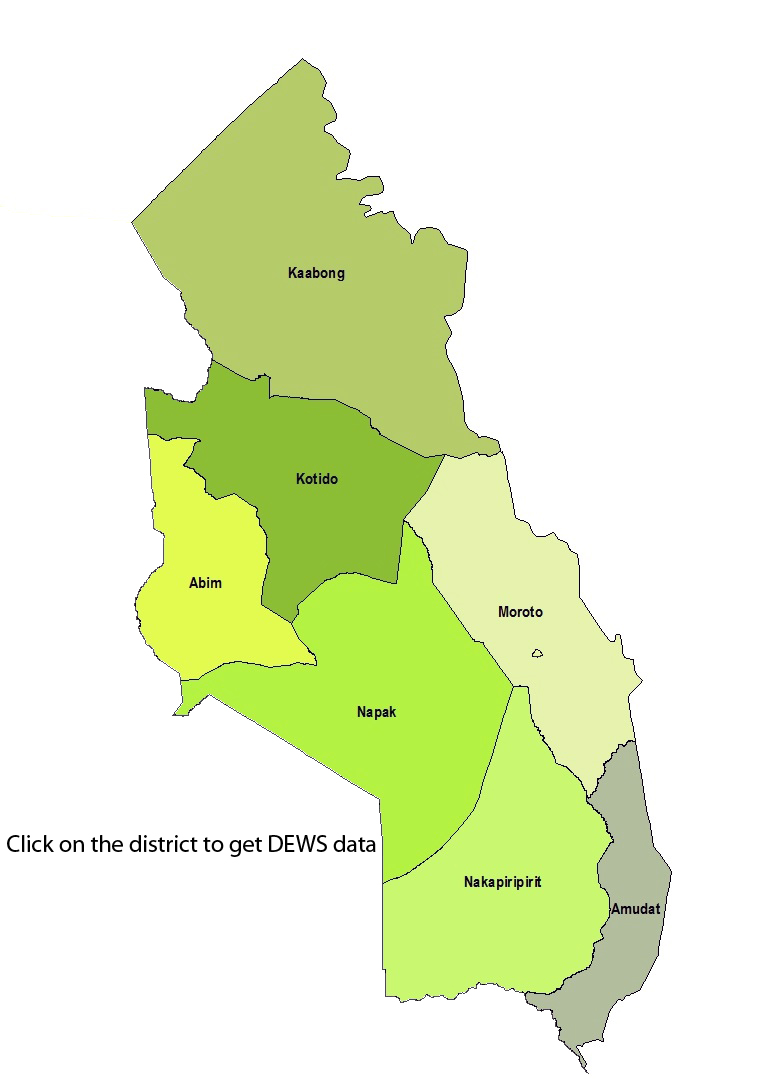 Kaabong
Kotido
Abim
Moroto
Napak
Click on the district to get DEWS data
Nakapiripirit
Amudat